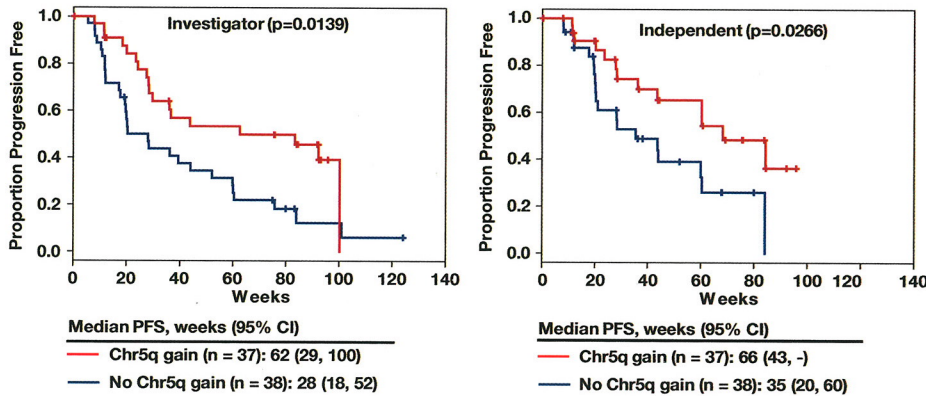 Investigator (p=0.0139)
Proportion Progression Free
1.0
0.8
0.6
0.4
0.2
0.0
0 20 40 60 80 100 120 140
Weeks
Median PFS, weeks (95% CI)
Chr5q gain (n = 37): 62 (29, 100)
No Chr5q gain (n = 38): 28 (18, 52)
Independent (p=0.0266)
Proportion Progression Free
1.0
0.8
0.6
0.4
0.2
0.0
0 20 40 60 80 100 120 140
Weeks
Median PFS, weeks (95% CI)
Chr5q gain (n = 37): 66 (43, -)
No Chr5q gain (n = 38): 35 (20, 60)